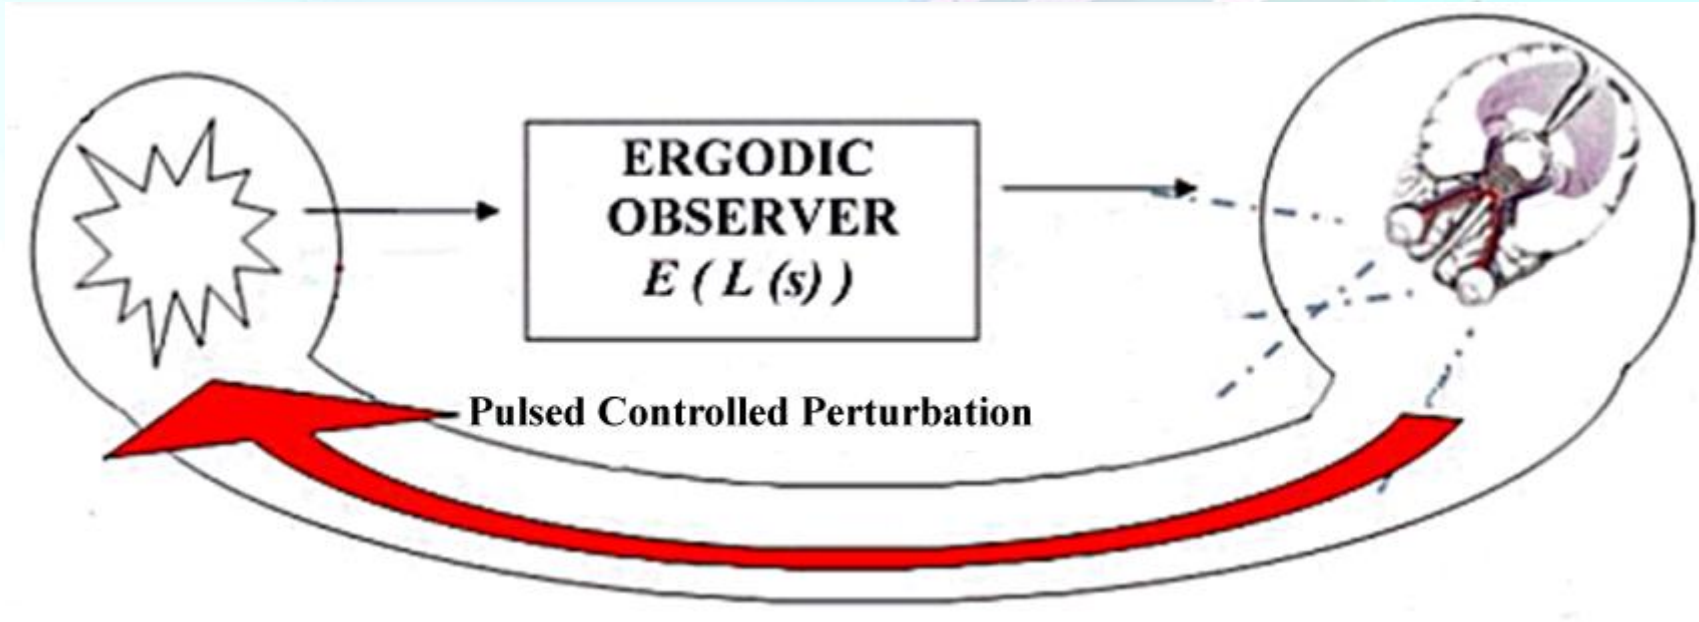 ERGODIC
OBSERVER
E ( L (s) )
Pulsed Controlled Perturbation